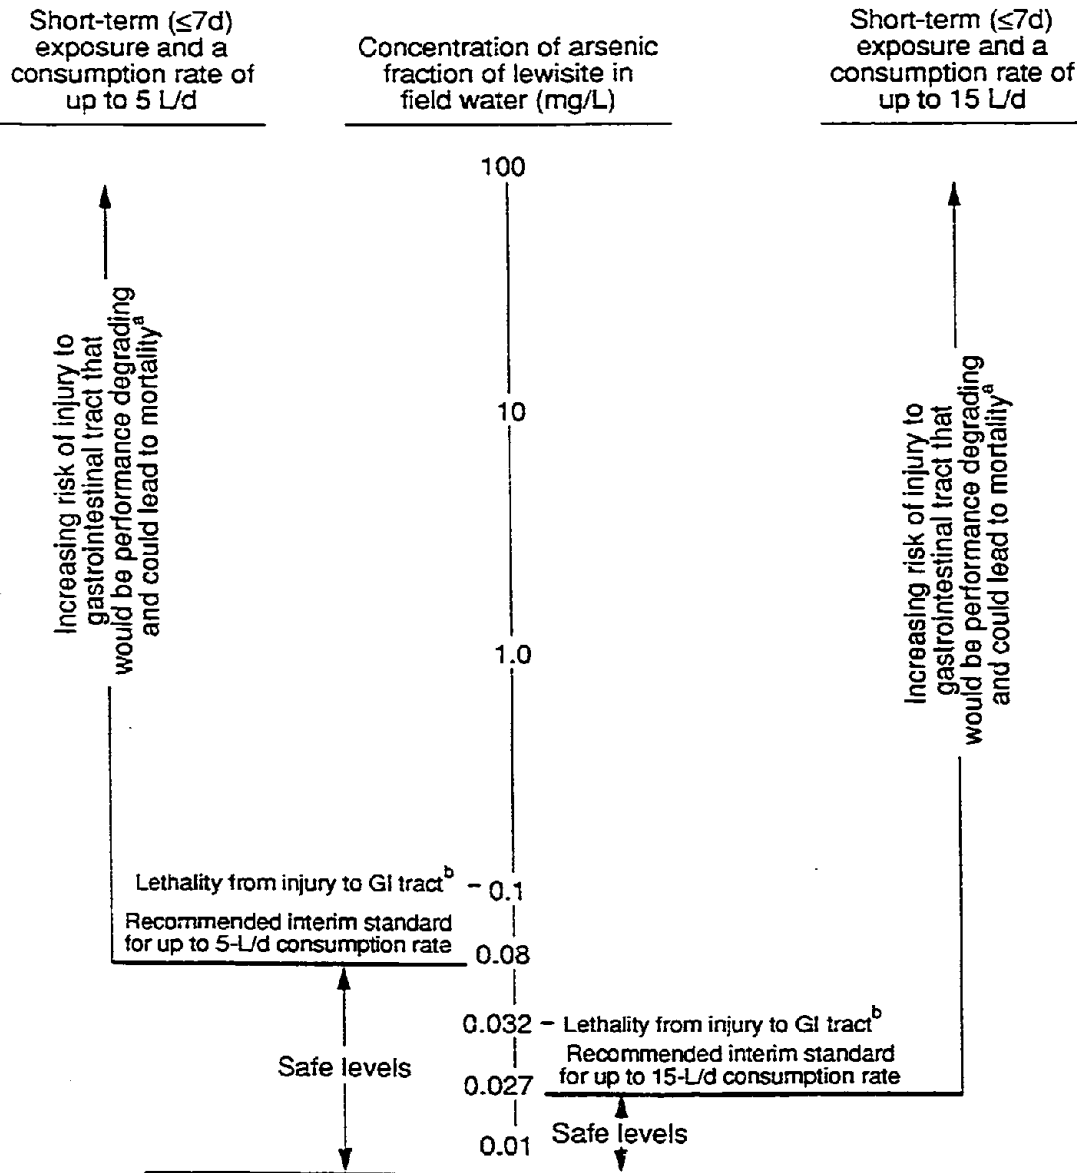 Short-term (≤7d)
exposure and a
consumption rate of
up to 5 L/d
Concentration of arsenic
fraction of lewisite in
field water (mg/L)
Short-term (≤7d)
exposure and a
consumption rate of
up to 15 L/d
100
10
1.0
Increasing risk of injury to
gastrointestinal tract that
would be performance degrading
and could lead to mortalityᵃ
Increasing risk of injury to
gastrointestinal tract that
would be performance degrading
and could lead to mortalityᵃ
Lethality from injury to GI tractᵇ – 0.1
Recommended interim standard
for up to 5-L/d consumption rate
0.08
0.032 – Lethality from injury to GI tractᵇ
Recommended interim standard
for up to 15-L/d consumption rate
0.027
Safe levels
0.01
Safe levels